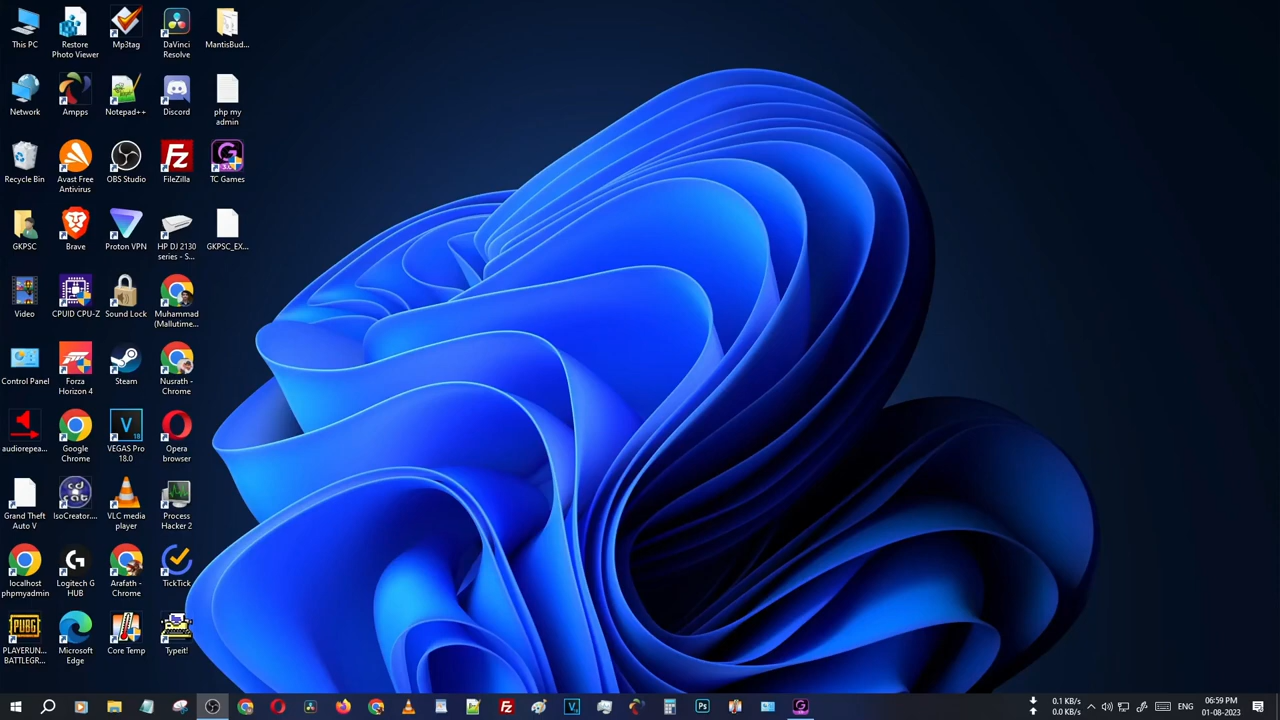 This PC
Restore
Photo Viewer
Mp3tag
DaVinci
Resolve
MantisBud...
Network
Ampps
Notepad++
Discord
php my
admin
Recycle Bin
Avast Free
Antivirus
OBS Studio
FileZilla
TC Games
GKPSC
Brave
Proton VPN
HP DJ 2130
series - S...
GKPSC_EX...
Video
CPUID CPU-Z
Sound Lock
Muhammad
(Mallutime...
Control Panel
Forza
Horizon 4
Steam
Nusrath -
Chrome
audiorepea...
Google
Chrome
VEGAS Pro
18.0
Opera
browser
Grand Theft
Auto V
IsoCreator....
VLC media
player
Process
Hacker 2
localhost
phpmyadmin
Logitech G
HUB
Arafath -
Chrome
TickTick
PUBG
PLAYERUN...
BATTLEGR...
Microsoft
Edge
Core Temp
Typeit!
0.1 KB/s
0.0 KB/s
ENG
06:59 PM
01-08-2023